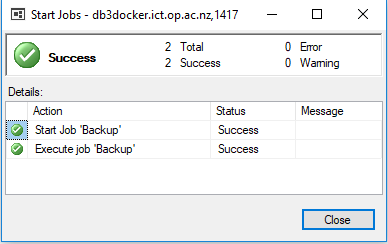 Start Jobs - db3docker.ict.op.ac.nz,1417
Success 2 Total 0 Error
2 Success 0 Warning
Details:
Action Status Message
Start Job 'Backup' Success
Execute job 'Backup' Success
Close